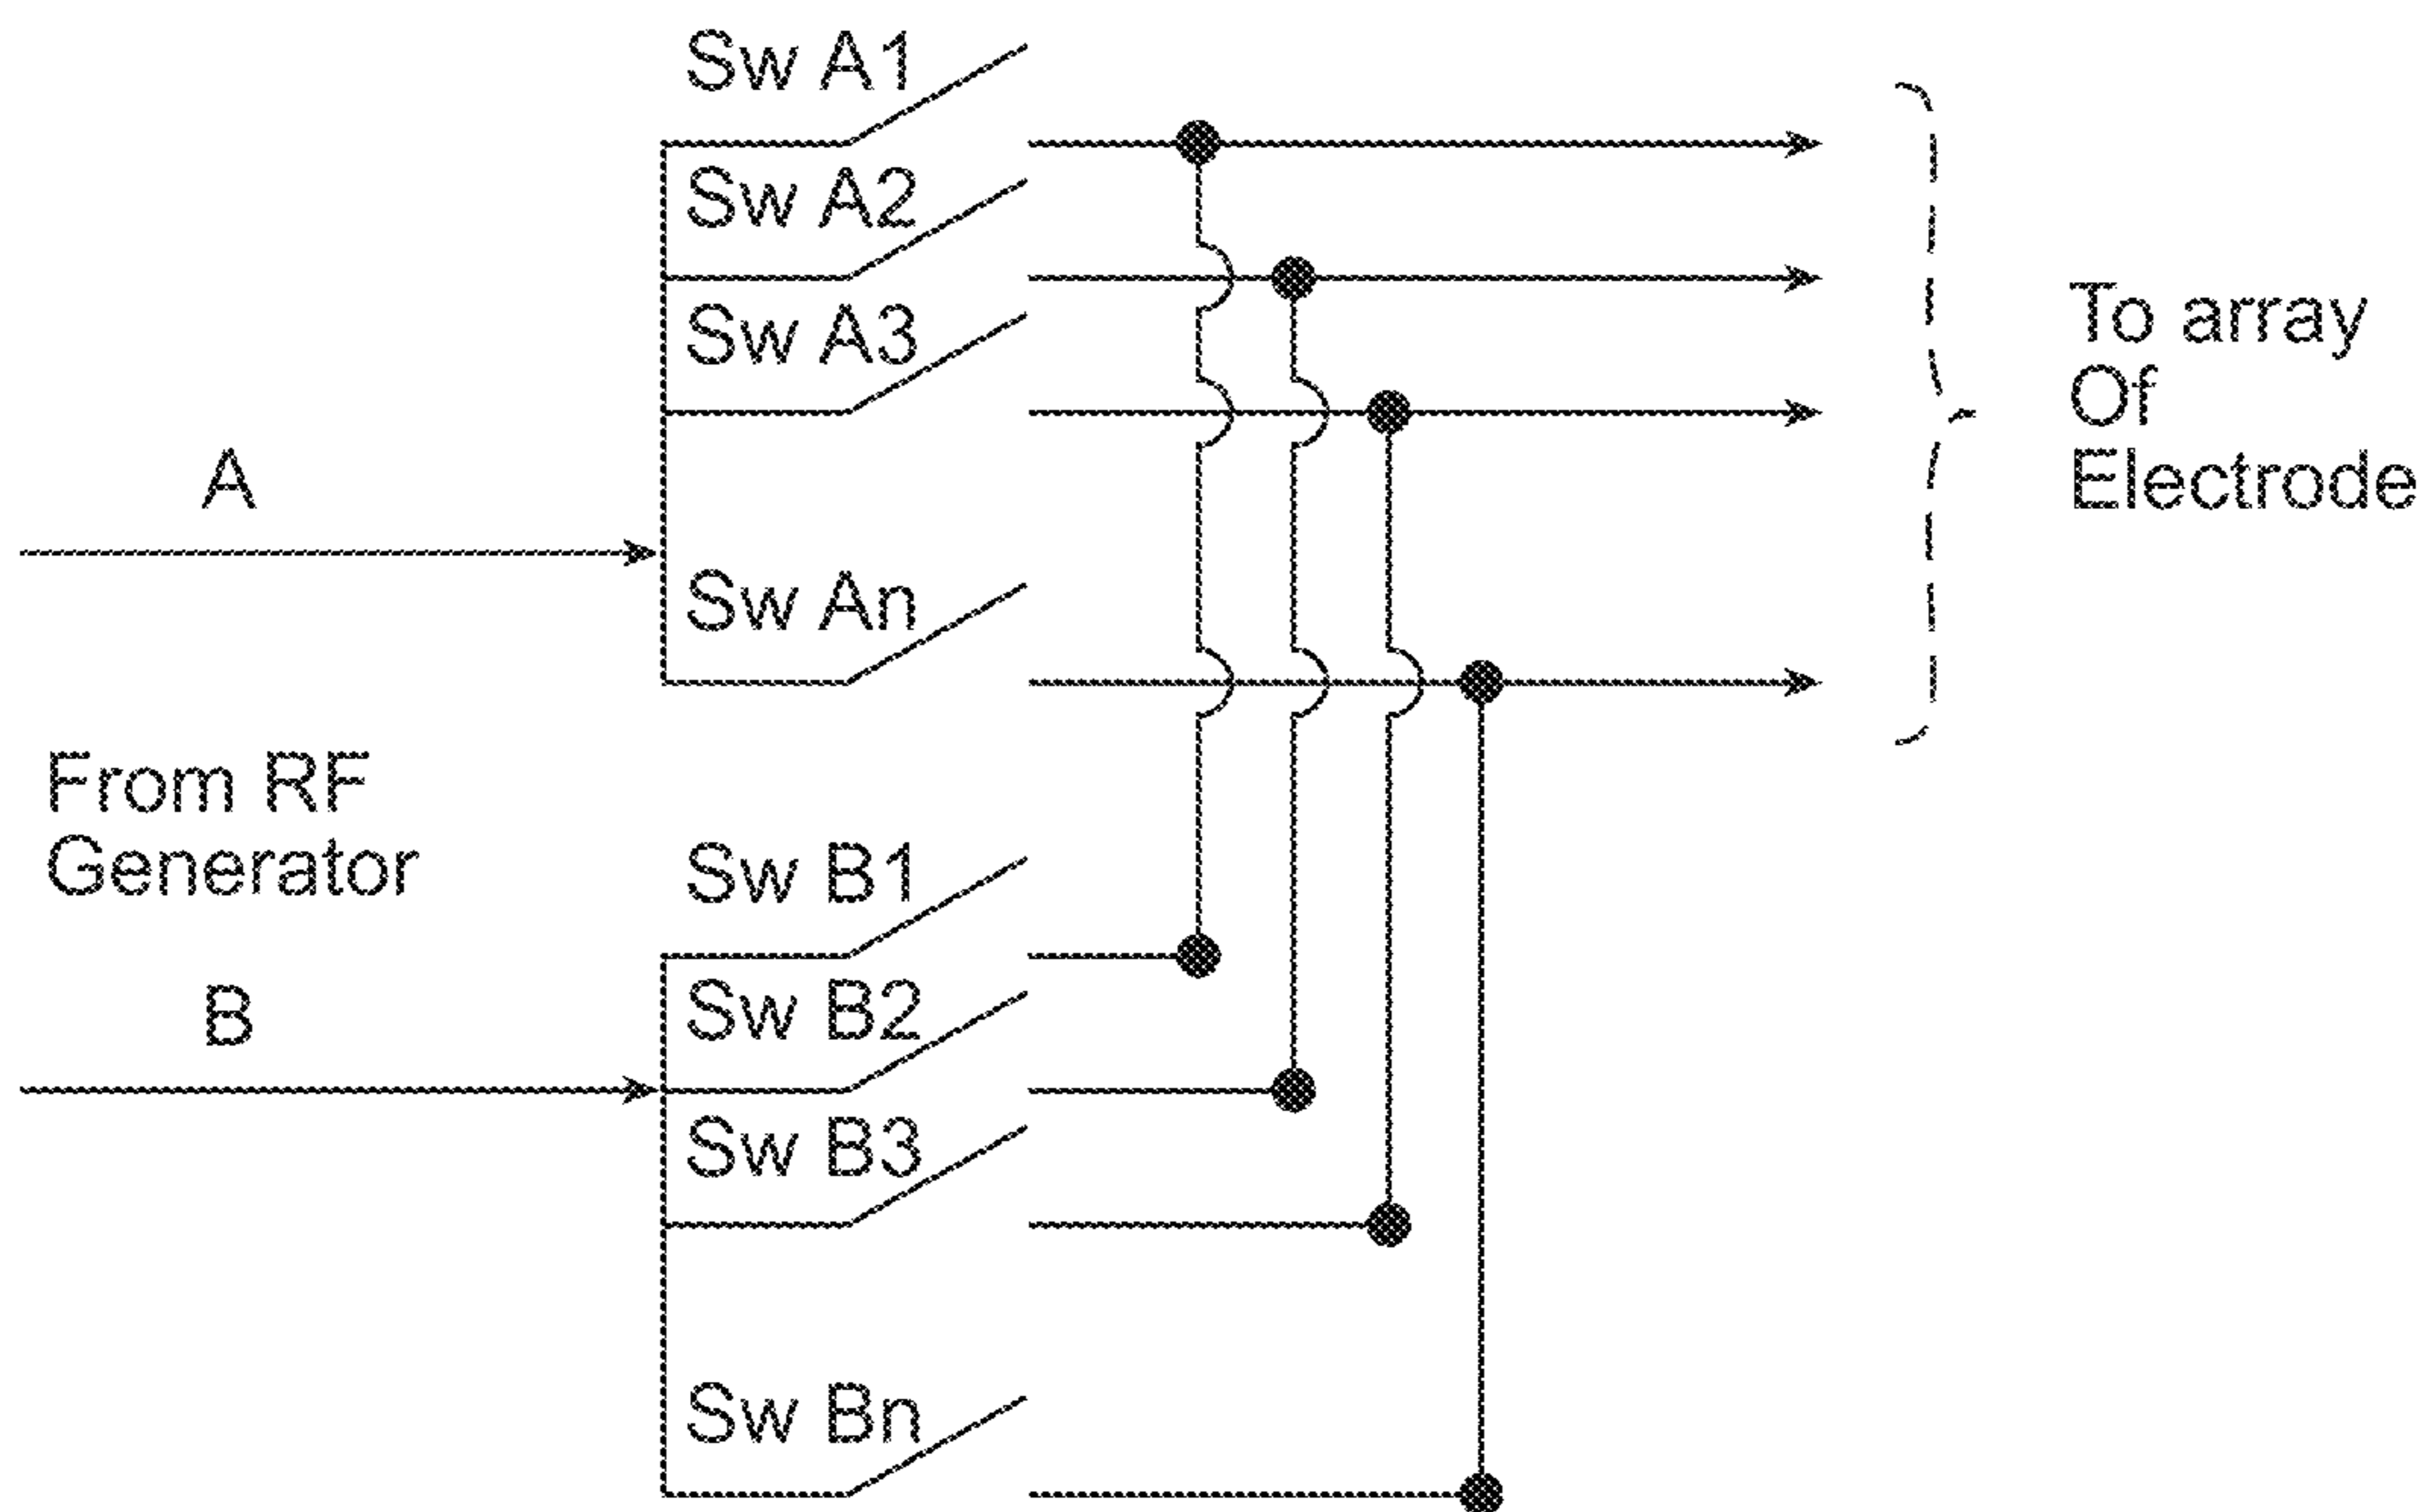 Sw A1
Sw A2
Sw A3
To array
Of
Electrode
A
Sw An
From RF
Generator
Sw B1
B
Sw B2
Sw B3
Sw Bn